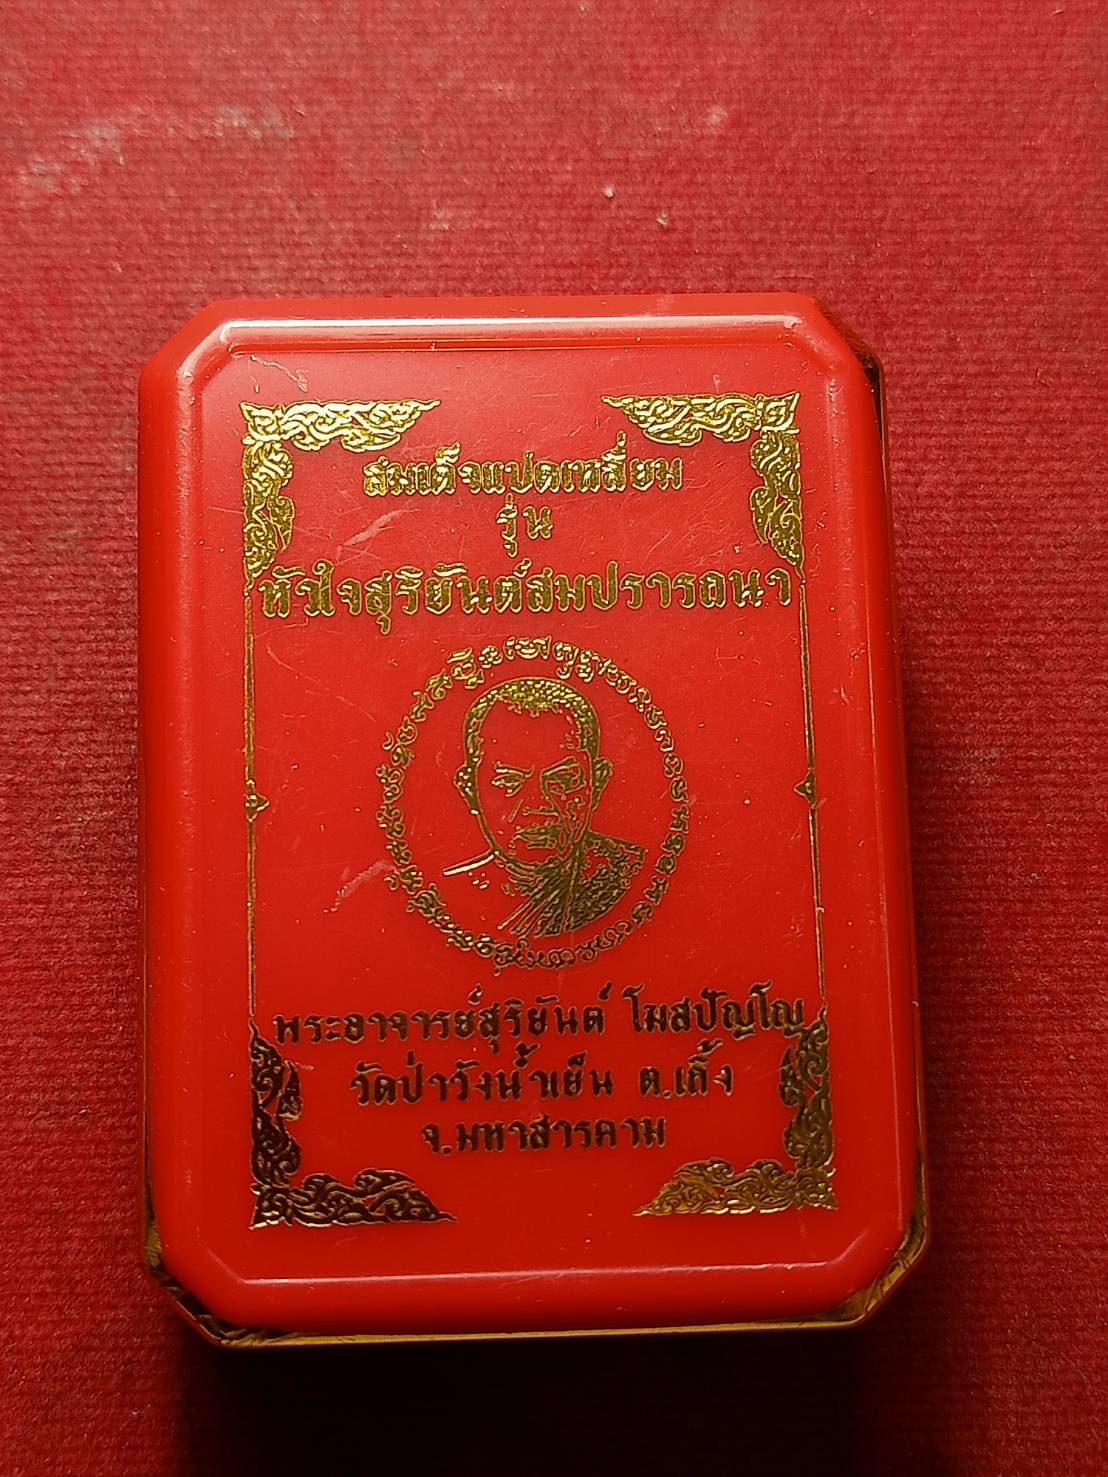 สมเด็จแปดเหลี่ยม
รุ่น
หัวใจสุริยันต์สมปรารถนา
พระอาจารย์สุริยันต์ โฆสปัญโญ
วัดป่าวังน้ำเย็น ต.เกิ้ง
จ.มหาสารคาม